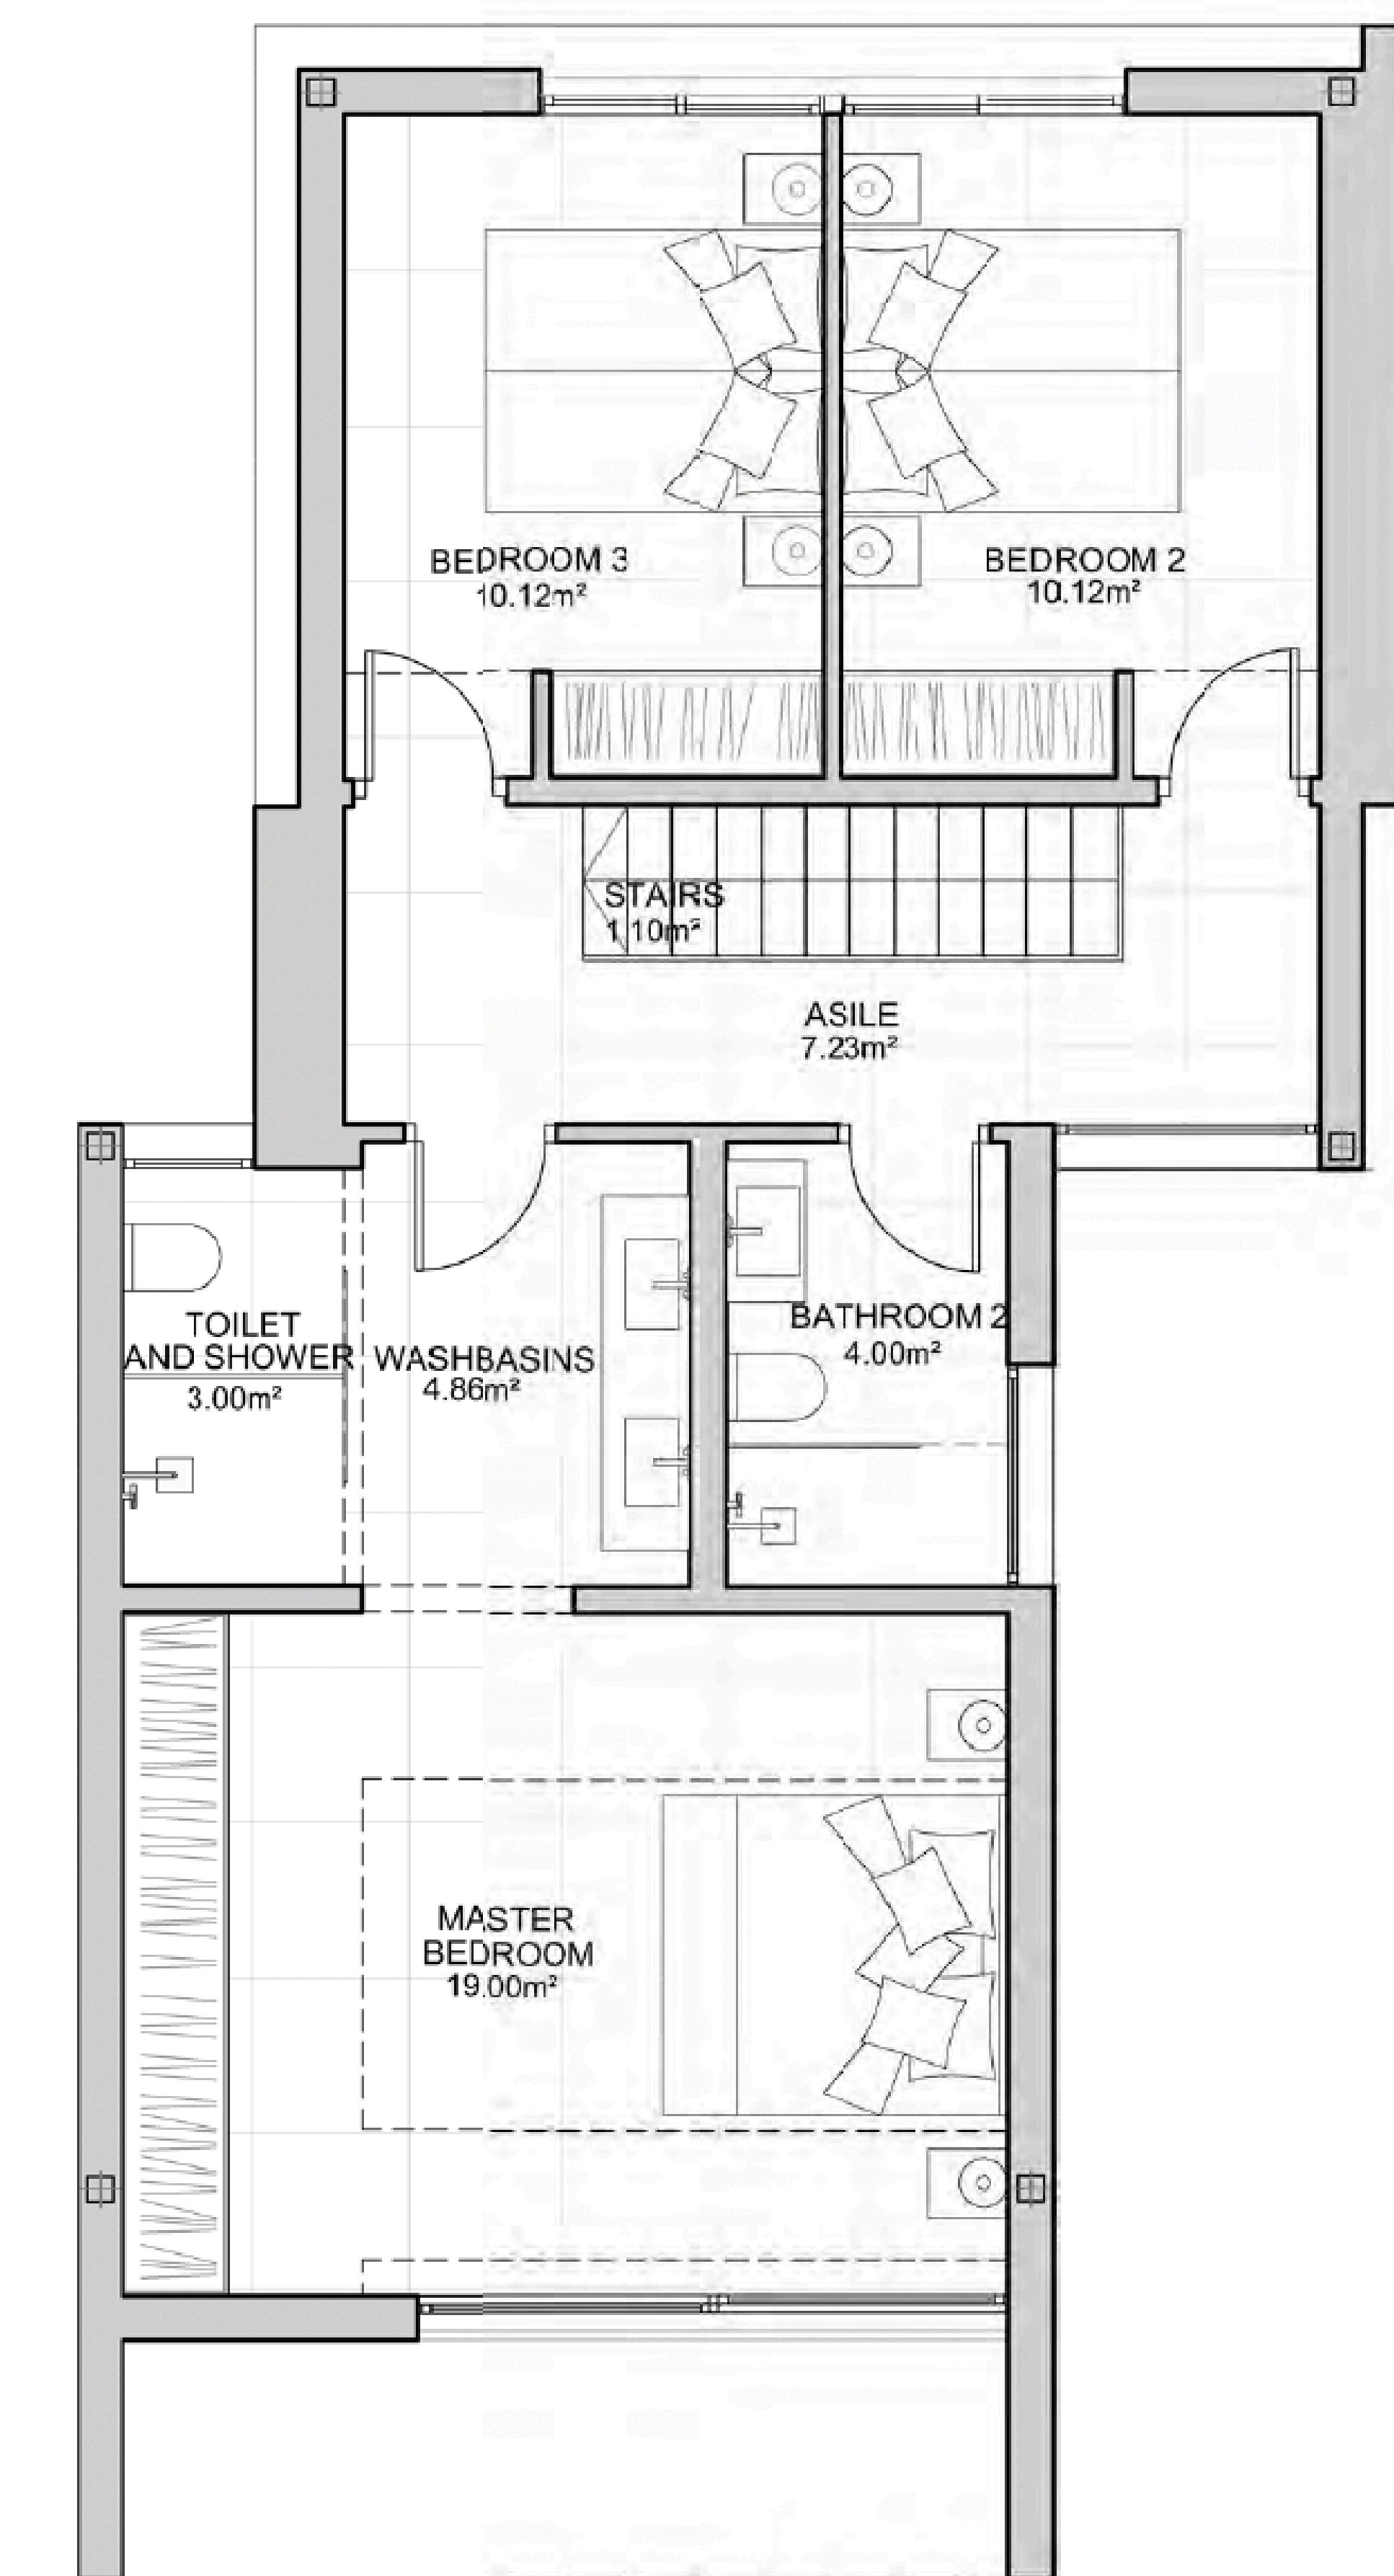 BEDROOM 3
10.12m²
BEDROOM 2
10.12m²
STAIRS
1.10m²
ASILE
7.23m²
TOILET
AND SHOWER
3.00m²
WASHBASINS
4.86m²
BATHROOM 2
4.00m²
MASTER
BEDROOM
19.00m²